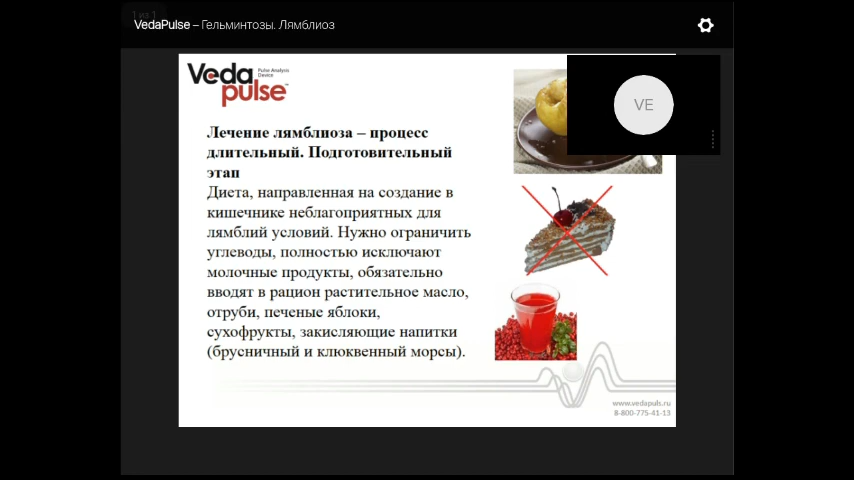 VedaPulse – Гельминтозы. Лямблиоз
Veda
pulse™
Pulse Analysis
Device
VE
Лечение лямблиоза – процесс
длительный. Подготовительный
этап
Диета, направленная на создание в
кишечнике неблагоприятных для
лямблий условий. Нужно ограничить
углеводы, полностью исключают
молочные продукты, обязательно
вводят в рацион растительное масло,
отруби, печеные яблоки,
сухофрукты, закисляющие напитки
(брусничный и клюквенный морсы).
www.vedapuls.ru
8-800-775-41-13